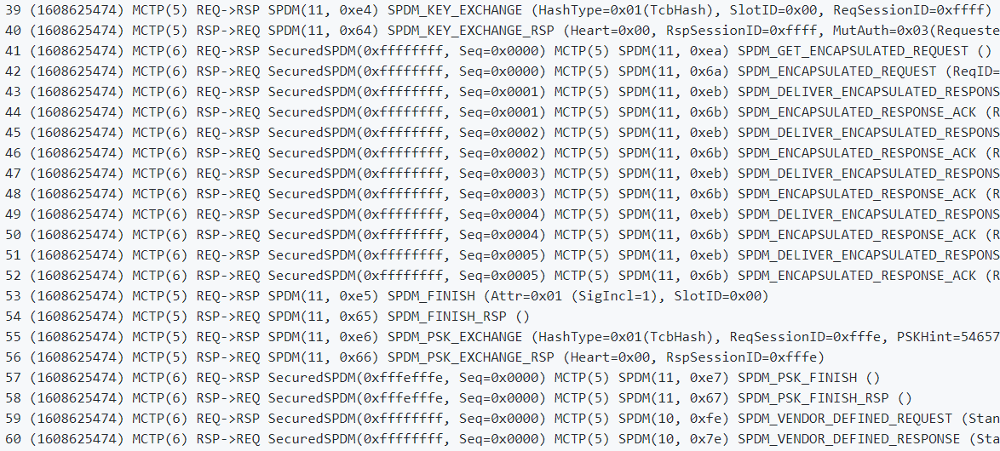 39 (1608625474) MCTP(5) REQ->RSP SPDM(11, 0xe4) SPDM_KEY_EXCHANGE (HashType=0x01(TcbHash), SlotID=0x00, ReqSessionID=0xffff)
40 (1608625474) MCTP(5) RSP->REQ SPDM(11, 0x64) SPDM_KEY_EXCHANGE_RSP (Heart=0x00, RspSessionID=0xffff, MutAuth=0x03(Requeste
41 (1608625474) MCTP(6) REQ->RSP SecuredSPDM(0xffffffff, Seq=0x0000) MCTP(5) SPDM(11, 0xea) SPDM_GET_ENCAPSULATED_REQUEST ()
42 (1608625474) MCTP(6) RSP->REQ SecuredSPDM(0xffffffff, Seq=0x0000) MCTP(5) SPDM(11, 0x6a) SPDM_ENCAPSULATED_REQUEST (ReqID=
43 (1608625474) MCTP(6) REQ->RSP SecuredSPDM(0xffffffff, Seq=0x0001) MCTP(5) SPDM(11, 0xeb) SPDM_DELIVER_ENCAPSULATED_RESPONS
44 (1608625474) MCTP(6) RSP->REQ SecuredSPDM(0xffffffff, Seq=0x0001) MCTP(5) SPDM(11, 0x6b) SPDM_ENCAPSULATED_RESPONSE_ACK (R
45 (1608625474) MCTP(6) REQ->RSP SecuredSPDM(0xffffffff, Seq=0x0002) MCTP(5) SPDM(11, 0xeb) SPDM_DELIVER_ENCAPSULATED_RESPONS
46 (1608625474) MCTP(6) RSP->REQ SecuredSPDM(0xffffffff, Seq=0x0002) MCTP(5) SPDM(11, 0x6b) SPDM_ENCAPSULATED_RESPONSE_ACK (R
47 (1608625474) MCTP(6) REQ->RSP SecuredSPDM(0xffffffff, Seq=0x0003) MCTP(5) SPDM(11, 0xeb) SPDM_DELIVER_ENCAPSULATED_RESPONS
48 (1608625474) MCTP(6) RSP->REQ SecuredSPDM(0xffffffff, Seq=0x0003) MCTP(5) SPDM(11, 0x6b) SPDM_ENCAPSULATED_RESPONSE_ACK (R
49 (1608625474) MCTP(6) REQ->RSP SecuredSPDM(0xffffffff, Seq=0x0004) MCTP(5) SPDM(11, 0xeb) SPDM_DELIVER_ENCAPSULATED_RESPONS
50 (1608625474) MCTP(6) RSP->REQ SecuredSPDM(0xffffffff, Seq=0x0004) MCTP(5) SPDM(11, 0x6b) SPDM_ENCAPSULATED_RESPONSE_ACK (R
51 (1608625474) MCTP(6) REQ->RSP SecuredSPDM(0xffffffff, Seq=0x0005) MCTP(5) SPDM(11, 0xeb) SPDM_DELIVER_ENCAPSULATED_RESPONS
52 (1608625474) MCTP(6) RSP->REQ SecuredSPDM(0xffffffff, Seq=0x0005) MCTP(5) SPDM(11, 0x6b) SPDM_ENCAPSULATED_RESPONSE_ACK (R
53 (1608625474) MCTP(5) REQ->RSP SPDM(11, 0xe5) SPDM_FINISH (Attr=0x01 (SigIncl=1), SlotID=0x00)
54 (1608625474) MCTP(5) RSP->REQ SPDM(11, 0x65) SPDM_FINISH_RSP ()
55 (1608625474) MCTP(5) REQ->RSP SPDM(11, 0xe6) SPDM_PSK_EXCHANGE (HashType=0x01(TcbHash), ReqSessionID=0xfffe, PSKHint=54657
56 (1608625474) MCTP(5) RSP->REQ SPDM(11, 0x66) SPDM_PSK_EXCHANGE_RSP (Heart=0x00, RspSessionID=0xfffe)
57 (1608625474) MCTP(6) REQ->RSP SecuredSPDM(0xfffefffe, Seq=0x0000) MCTP(5) SPDM(11, 0xe7) SPDM_PSK_FINISH ()
58 (1608625474) MCTP(6) RSP->REQ SecuredSPDM(0xfffefffe, Seq=0x0000) MCTP(5) SPDM(11, 0x67) SPDM_PSK_FINISH_RSP ()
59 (1608625474) MCTP(6) REQ->RSP SecuredSPDM(0xffffffff, Seq=0x0000) MCTP(5) SPDM(10, 0xfe) SPDM_VENDOR_DEFINED_REQUEST (Stan
60 (1608625474) MCTP(6) RSP->REQ SecuredSPDM(0xffffffff, Seq=0x0000) MCTP(5) SPDM(10, 0x7e) SPDM_VENDOR_DEFINED_RESPONSE (Sta